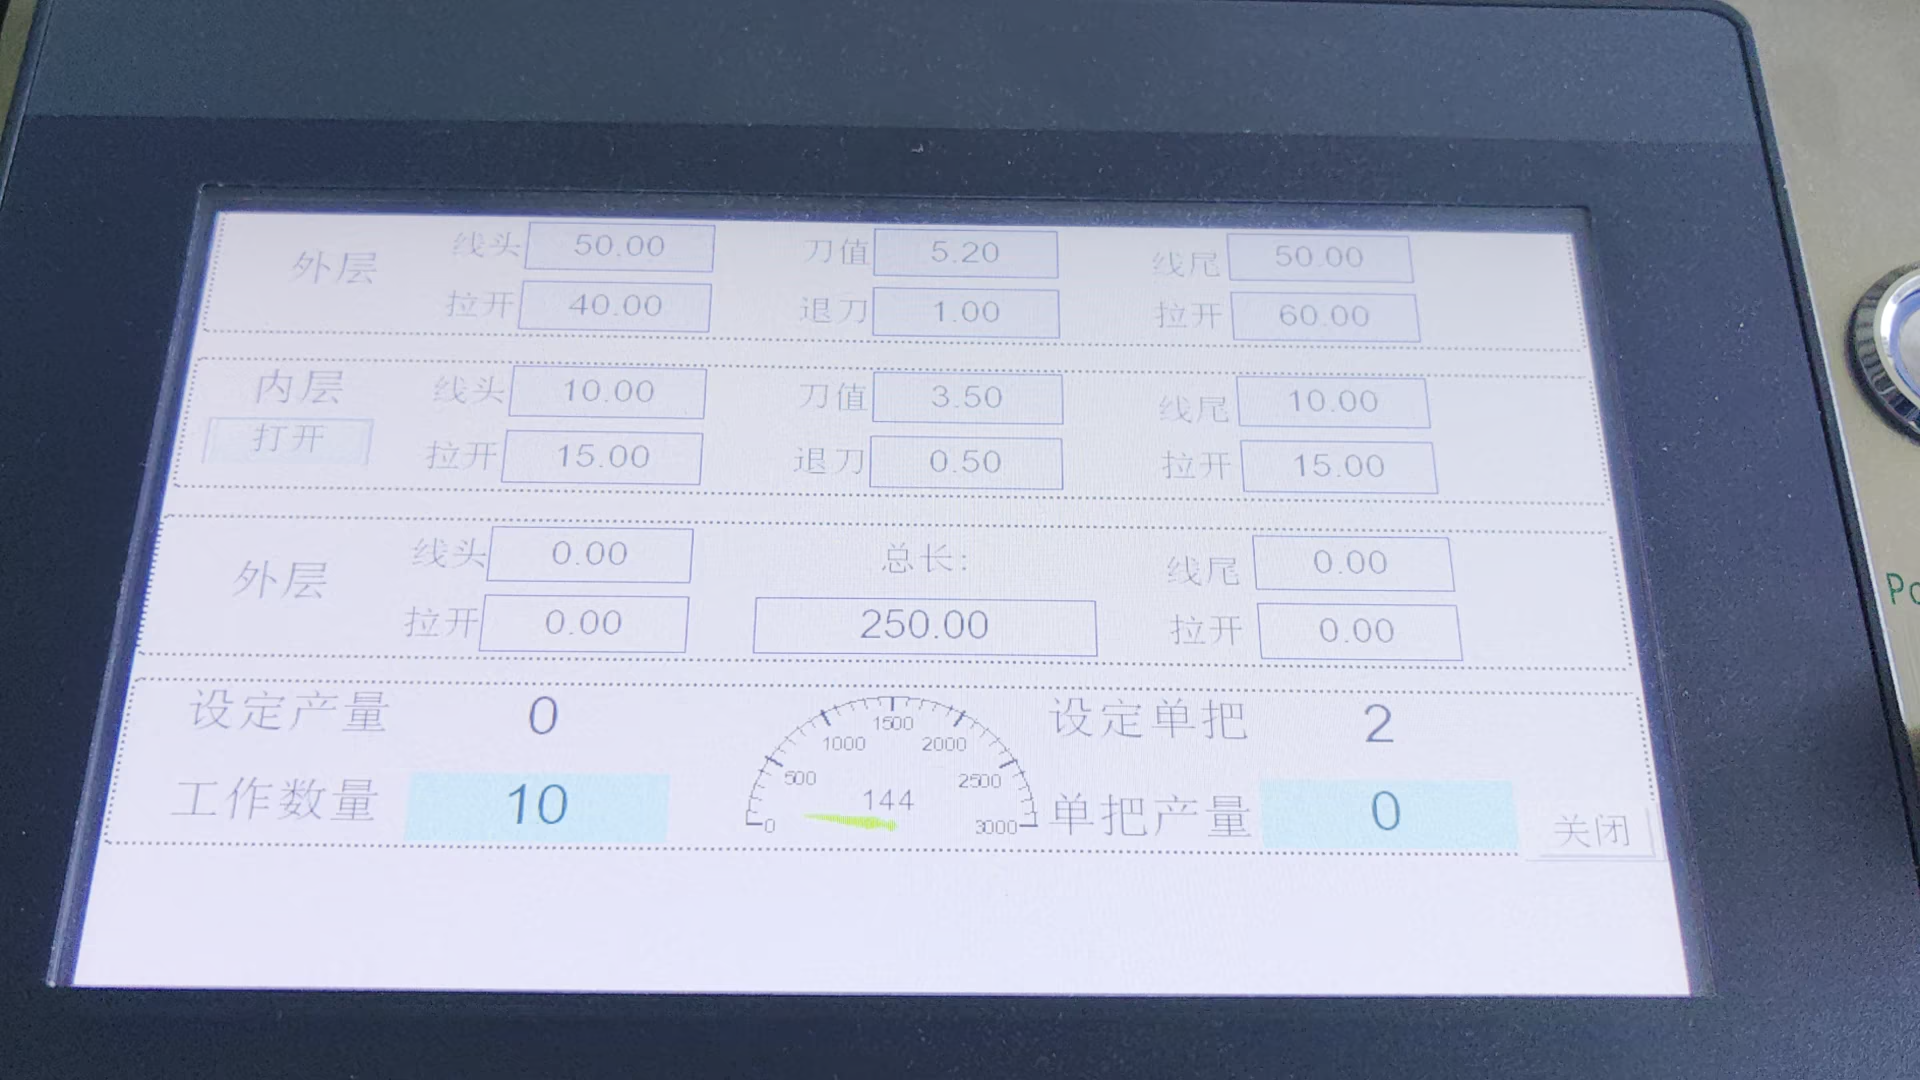 外层 线头 50.00 刀值 5.20 线尾 50.00
拉开 40.00 退刀 1.00 拉开 60.00
内层 线头 10.00 刀值 3.50 线尾 10.00
打开 拉开 15.00 退刀 0.50 拉开 15.00
外层 线头 0.00 总长: 线尾 0.00
拉开 0.00 250.00 拉开 0.00
设定产量 0 设定单把 2
0 500 1000 1500 2000 2500 3000
144
工作数量 10 单把产量 0 关闭